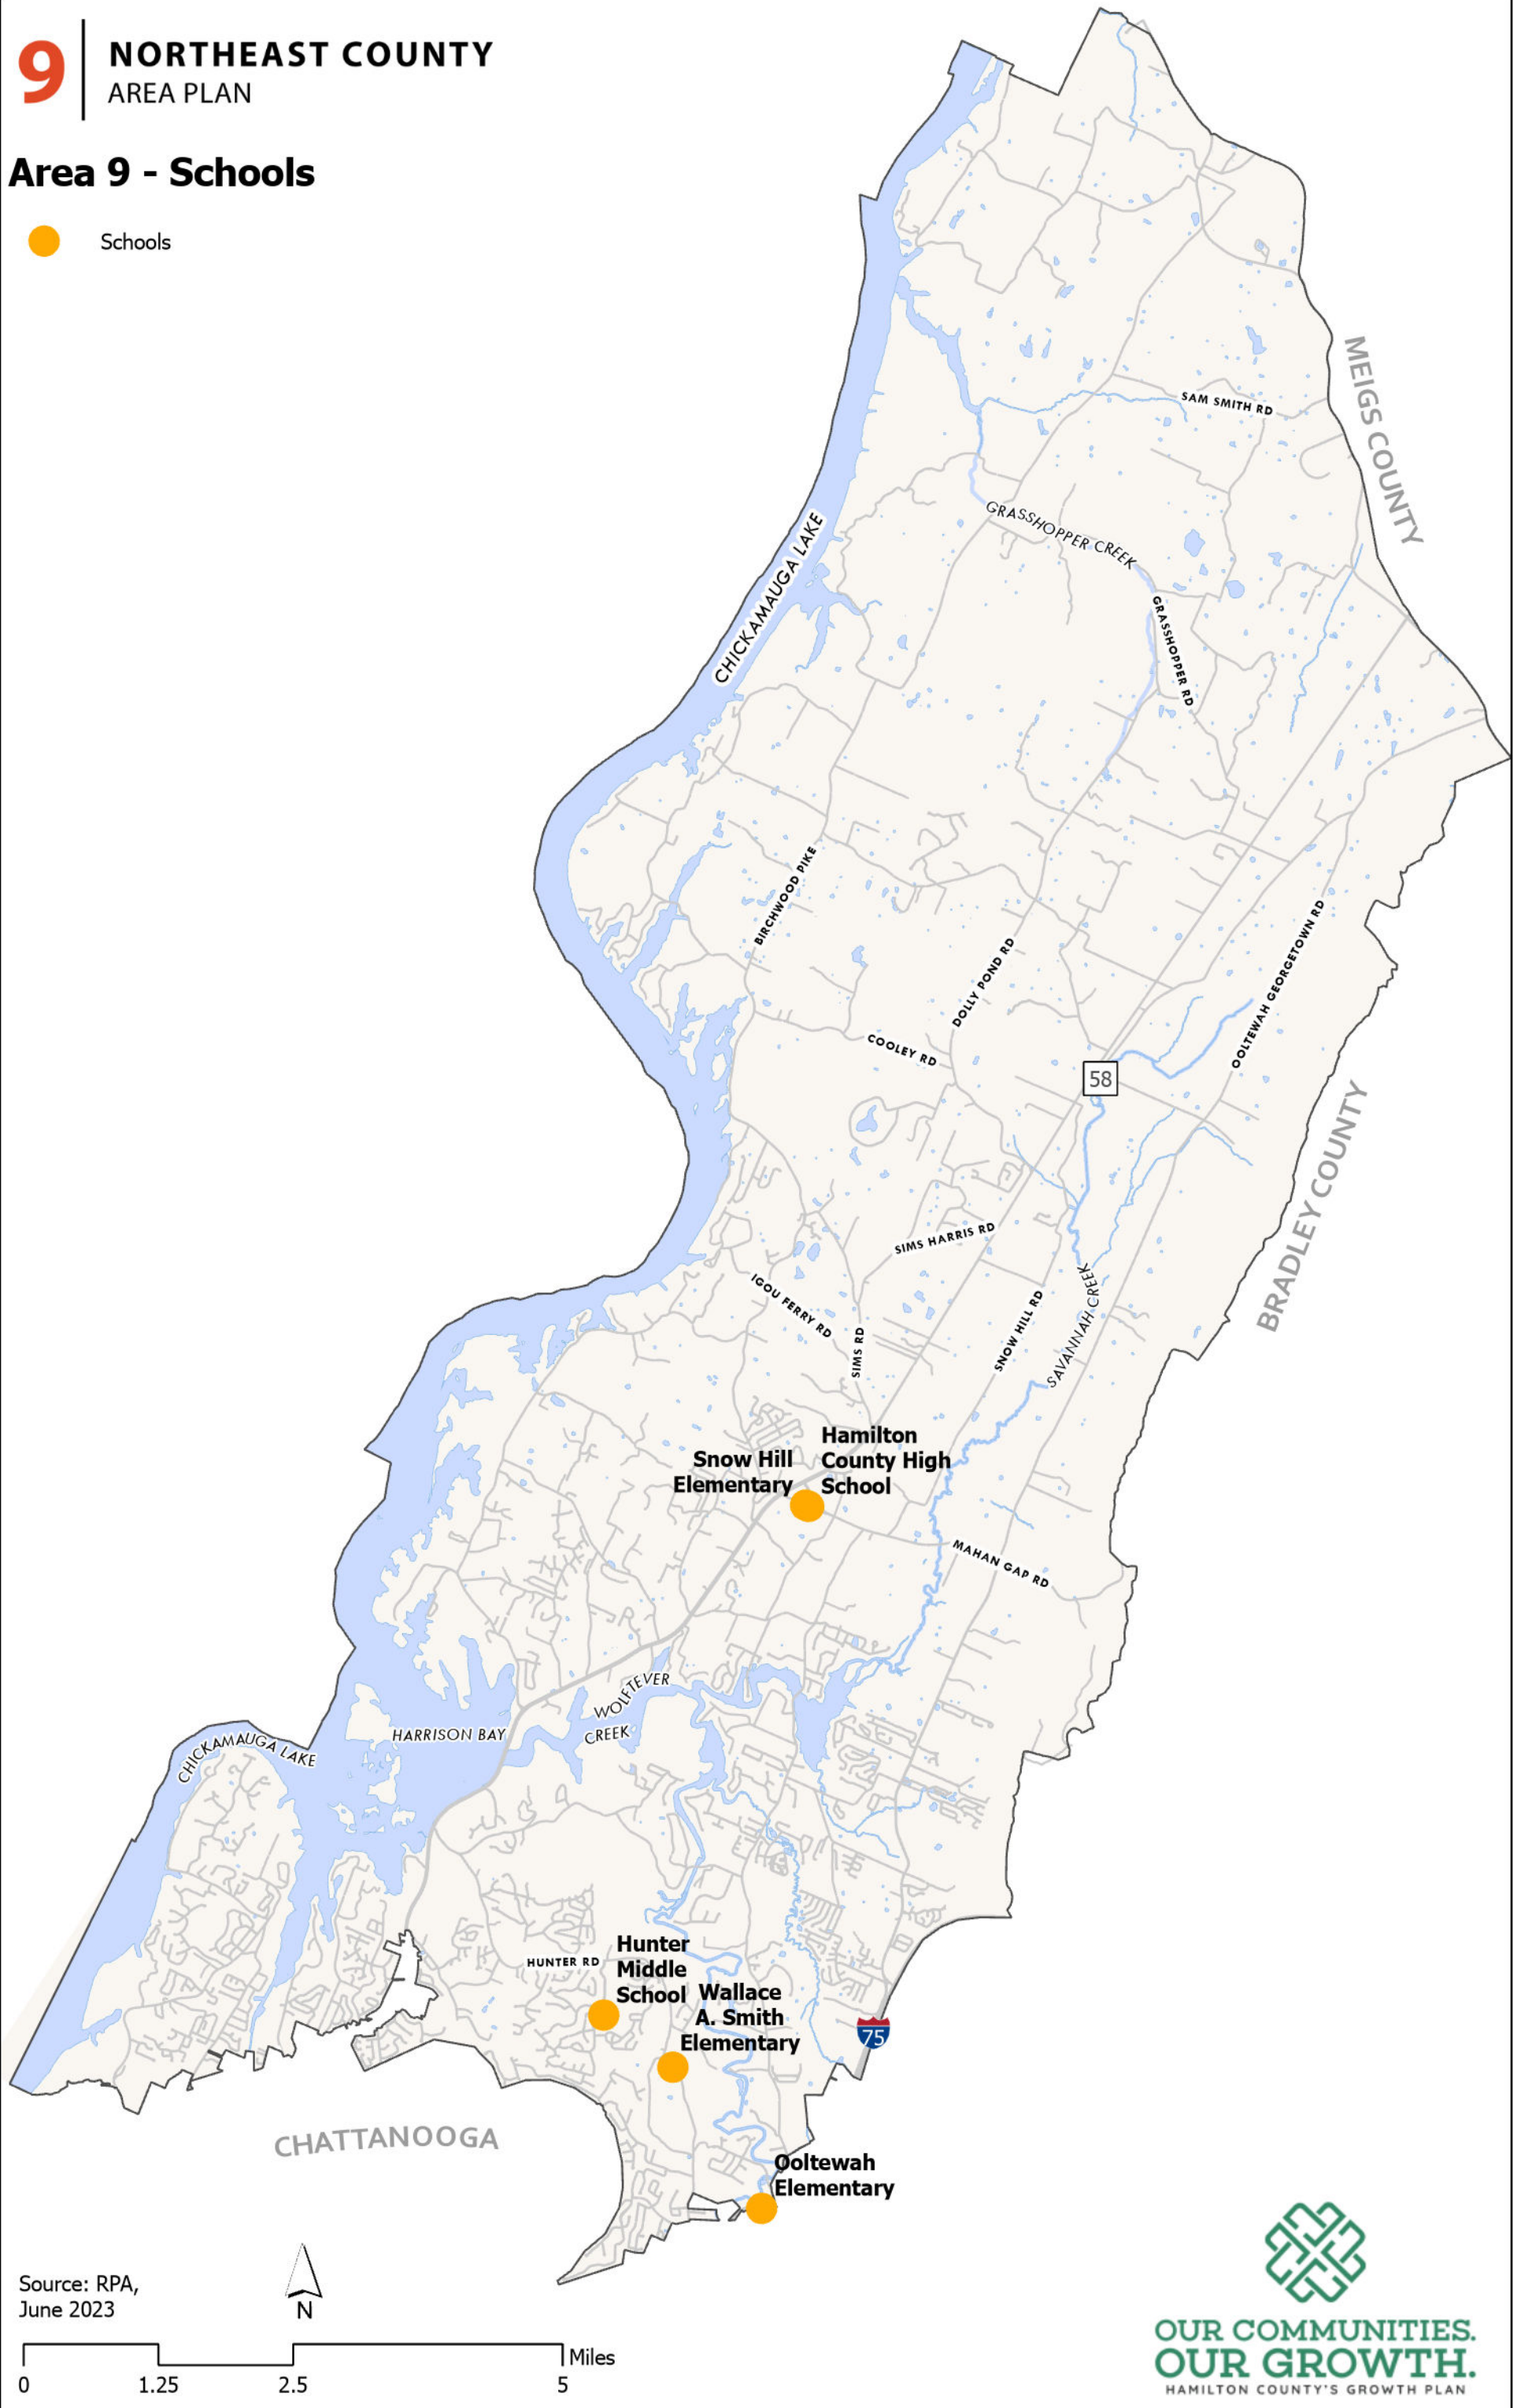 9
NORTHEAST COUNTY
AREA PLAN
Area 9 - Schools
Schools
MEIGS COUNTY
SAM SMITH RD
GRASSHOPPER CREEK
CHICKAMAUGA LAKE
GRASSHOPPER RD
BIRCHWOOD PIKE
OOLTEWAH GEORGETOWN RD
DOLLY POND RD
COOLEY RD
58
BRADLEY COUNTY
SIMS HARRIS RD
IGOU FERRY RD
SIMS RD
SNOW HILL RD
SAVANNAH CREEK
Snow Hill
Elementary
Hamilton
County High
School
MAHAN GAP RD
WOLFTEVER
CREEK
HARRISON BAY
CHICKAMAUGA LAKE
HUNTER RD
Hunter
Middle
School
Wallace
A. Smith
Elementary
75
CHATTANOOGA
Ooltewah
Elementary
Source: RPA,
June 2023
N
Miles
0 1.25 2.5 5
OUR COMMUNITIES.
OUR GROWTH.
HAMILTON COUNTY'S GROWTH PLAN